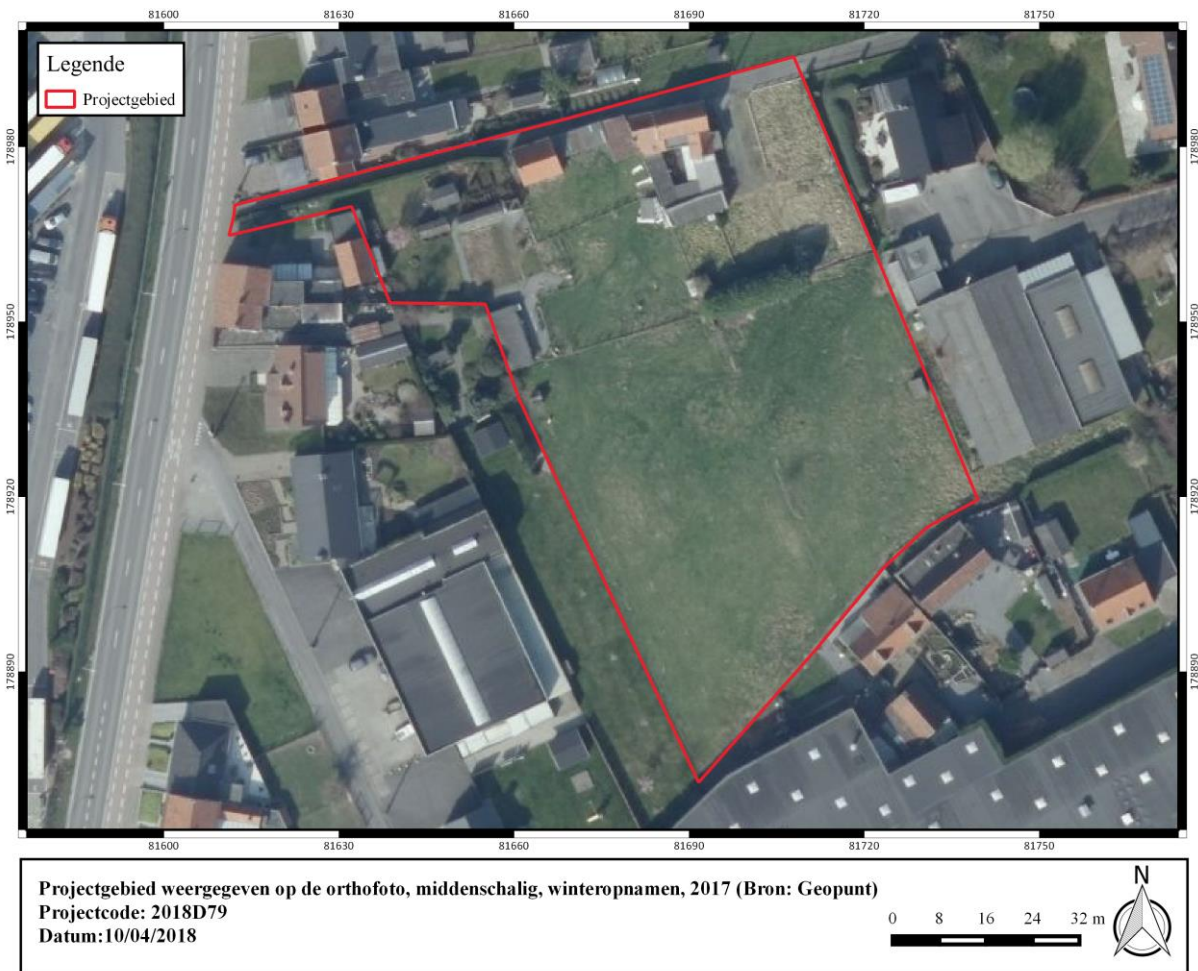 81600 81630 81660 81690 81720 81750
Legende
Projectgebied
178980 178980
178950 178950
178920 178920
178890 178890
81600 81630 81660 81690 81720 81750
Projectgebied weergegeven op de orthofoto, middenschalig, winteropnamen, 2017 (Bron: Geopunt)
Projectcode: 2018D79
Datum:10/04/2018
0 8 16 24 32 m
N